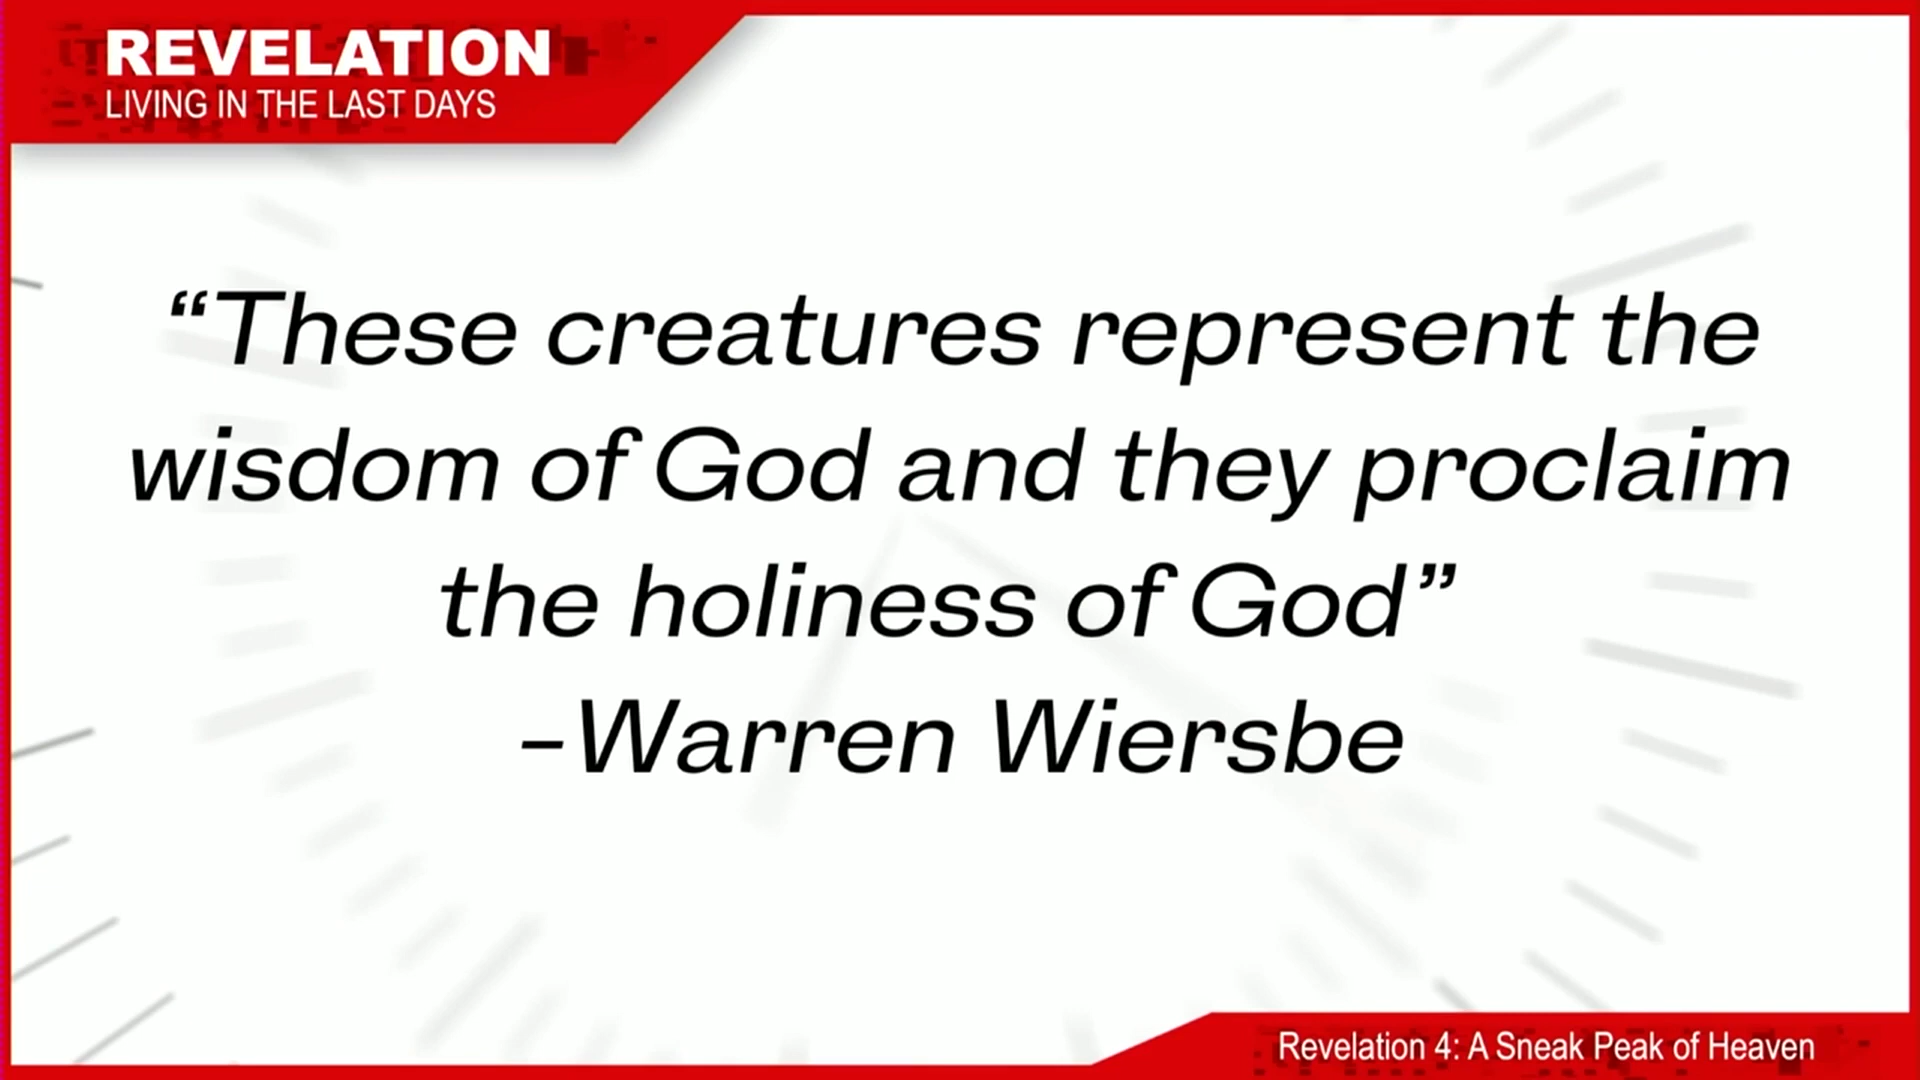 REVELATION
LIVING IN THE LAST DAYS
“These creatures represent the
wisdom of God and they proclaim
the holiness of God”
–Warren Wiersbe
Revelation 4: A Sneak Peak of Heaven